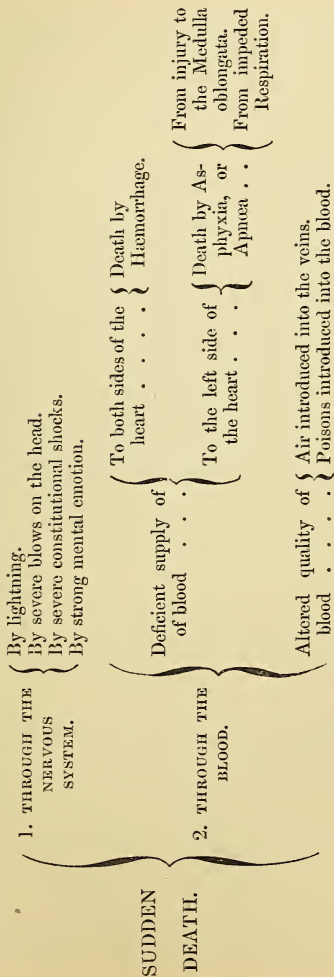 SUDDEN
DEATH.
1. THROUGH THE
NERVOUS
SYSTEM.
By lightning.
By severe blows on the head.
By severe constitutional shocks.
By strong mental emotion.
2. THROUGH THE
BLOOD.
Deficient supply of
of blood . . .
To both sides of the
heart . . . . .
Death by
Hæmorrhage.
To the left side of
the heart . . .
Death by As-
phyxia, or
Apnœa . .
From injury to
the Medulla
oblongata.
From impeded
Respiration.
Altered quality of
blood . . . .
Air introduced into the veins.
Poisons introduced into the blood.